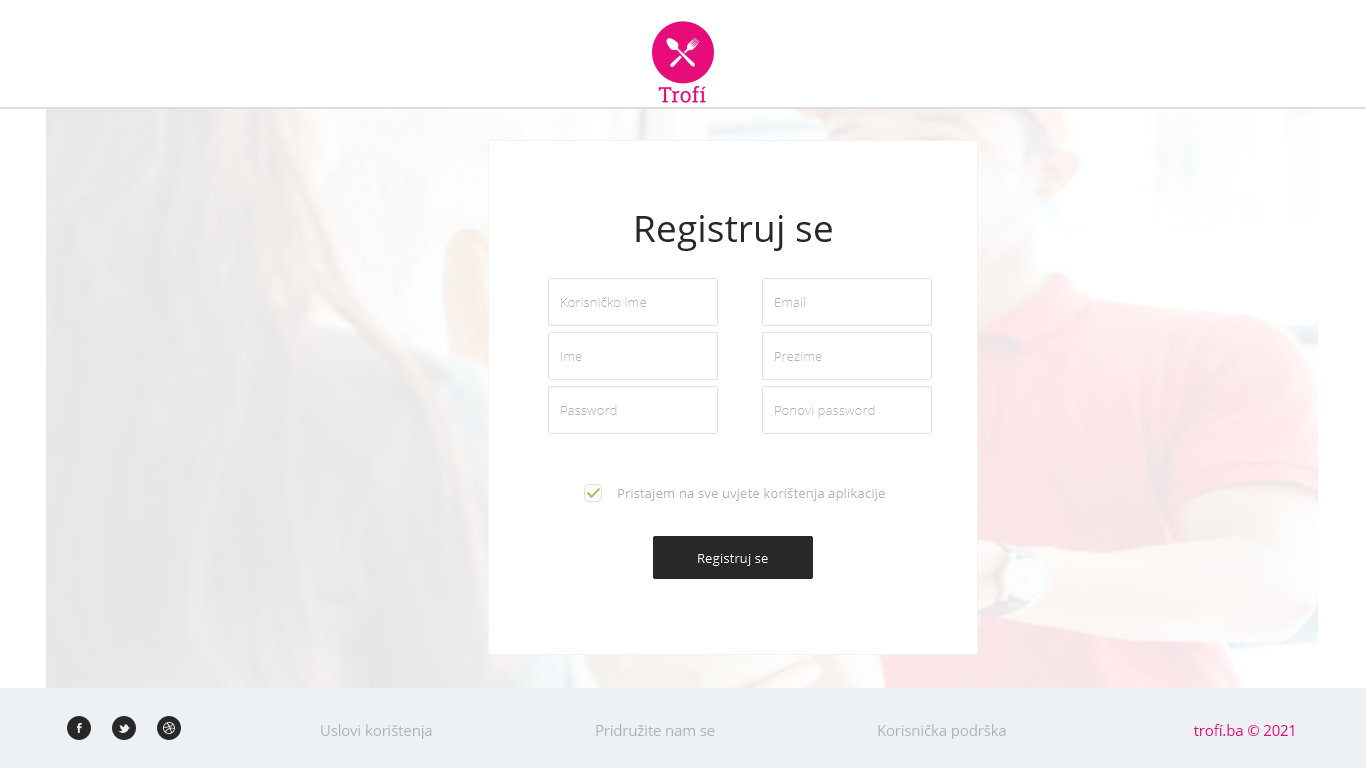 Trofí
Registruj se
Korisničko ime
Email
Ime
Prezime
Password
Ponovi password
Pristajem na sve uvjete korištenja aplikacije
Registruj se
Uslovi korištenja
Pridružite nam se
Korisnička podrška
trofí.ba © 2021